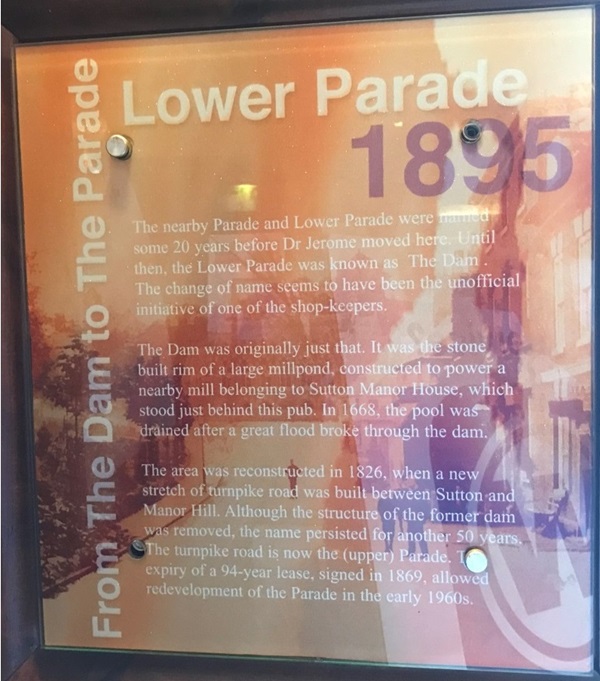 From The Dam to The Parade
Lower Parade
1895
The nearby Parade and Lower Parade were named
some 20 years before Dr Jerome moved here. Until
then, the Lower Parade was known as The Dam .
The change of name seems to have been the unofficial
initiative of one of the shop-keepers.
The Dam was originally just that. It was the stone
built rim of a large millpond, constructed to power a
nearby mill belonging to Sutton Manor House, which
stood just behind this pub. In 1668, the pool was
drained after a great flood broke through the dam.
The area was reconstructed in 1826, when a new
stretch of turnpike road was built between Sutton and
Manor Hill. Although the structure of the former dam
was removed, the name persisted for another 50 years.
The turnpike road is now the (upper) Parade.
expiry of a 94-year lease, signed in 1869, allowed
redevelopment of the Parade in the early 1960s.